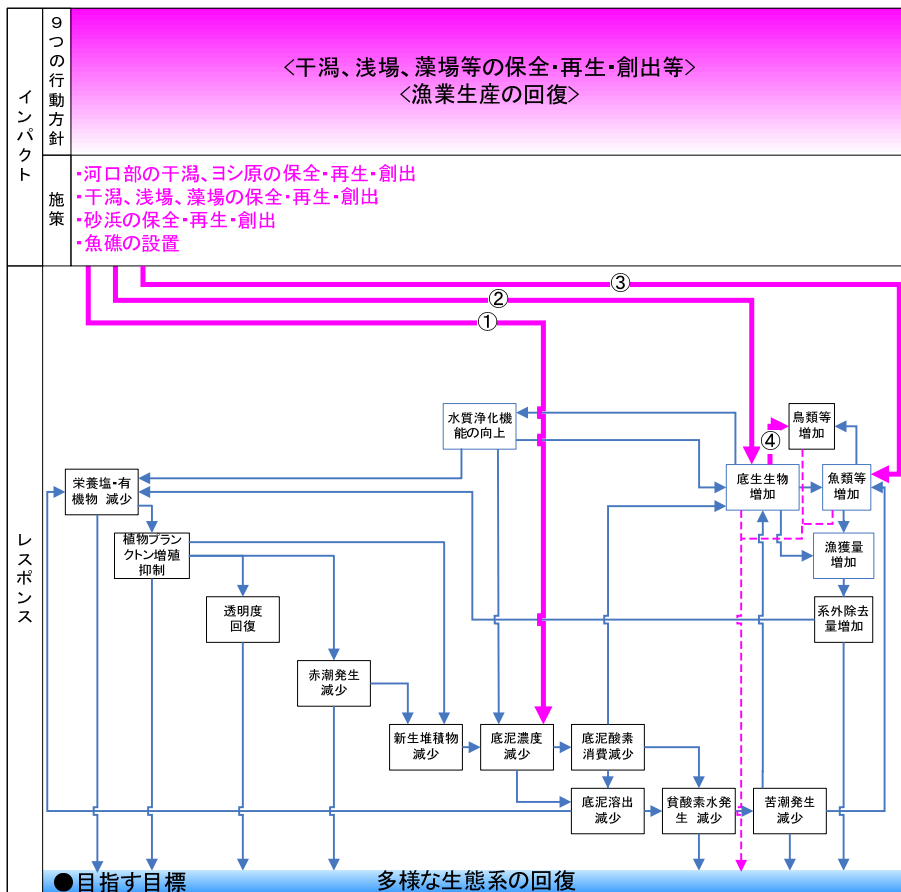 インパクト
9つの行動方針
<干潟、浅場、藻場等の保全・再生・創出等>
<漁業生産の回復>
施策
・河口部の干潟、ヨシ原の保全・再生・創出
・干潟、浅場、藻場の保全・再生・創出
・砂浜の保全・再生・創出
・魚礁の設置
レスポンス
③
②
①
水質浄化機
能の向上
鳥類等
増加
④
栄養塩・有
機物 減少
底生生物
増加
魚類等
増加
植物プラン
クトン増殖
抑制
漁獲量
増加
透明度
回復
系外除去
量増加
赤潮発生
減少
新生堆積物
減少
底泥濃度
減少
底泥酸素
消費減少
底泥溶出
減少
貧酸素水発
生 減少
苦潮発生
減少
●目指す目標
多様な生態系の回復